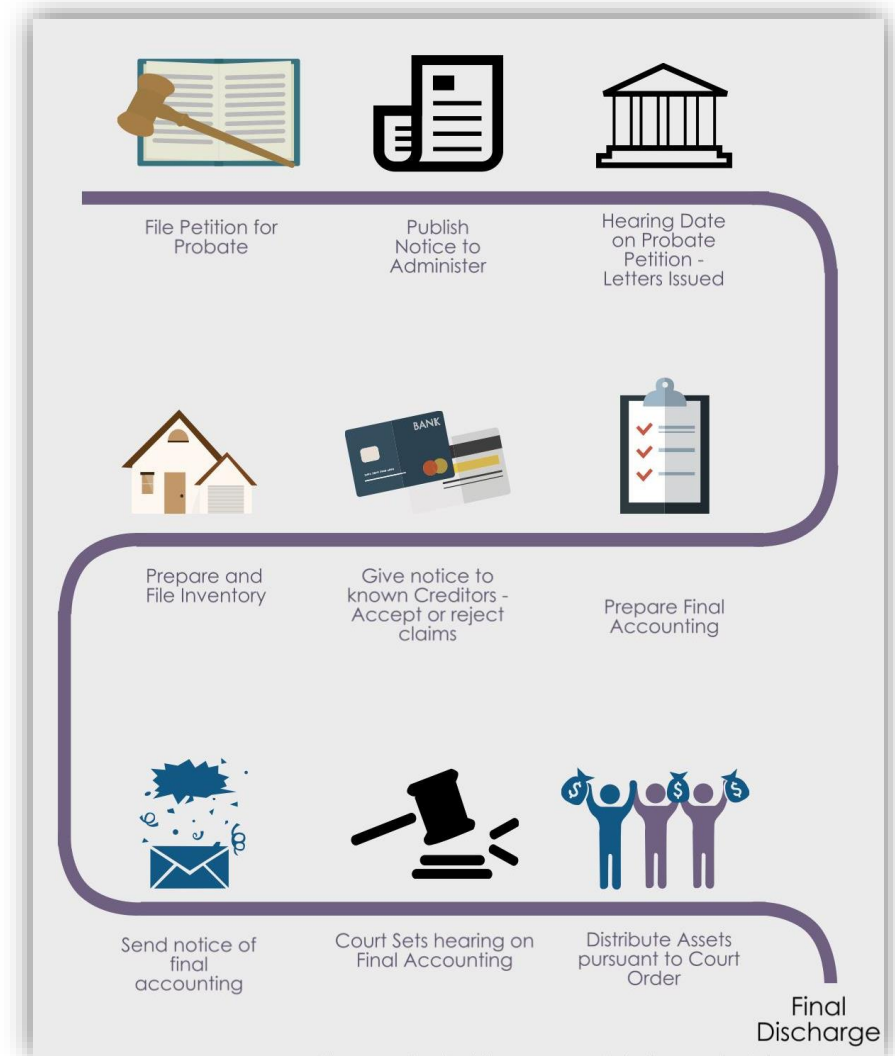 File Petition for
Probate
Publish
Notice to
Administer
Hearing Date
on Probate
Petition -
Letters Issued
BANK
Prepare and
File Inventory
Give notice to
known Creditors -
Accept or reject
claims
Prepare Final
Accounting
$
$
$
Send notice of
final
accounting
Court Sets hearing on
Final Accounting
Distribute Assets
pursuant to Court
Order
Final
Discharge